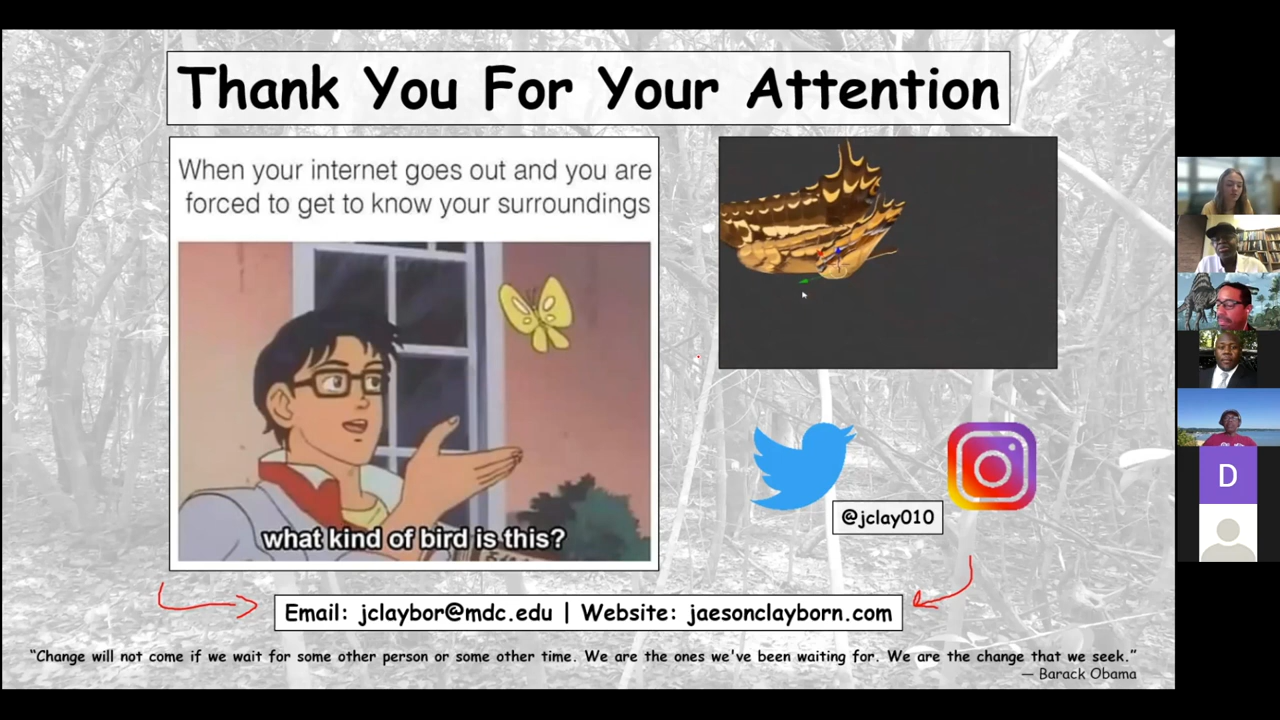 Thank You For Your Attention
When your internet goes out and you are
forced to get to know your surroundings
what kind of bird is this?
@jclay010
Email: jclaybor@mdc.edu | Website: jaesonclayborn.com
“Change will not come if we wait for some other person or some other time. We are the ones we've been waiting for. We are the change that we seek.”
— Barack Obama
D